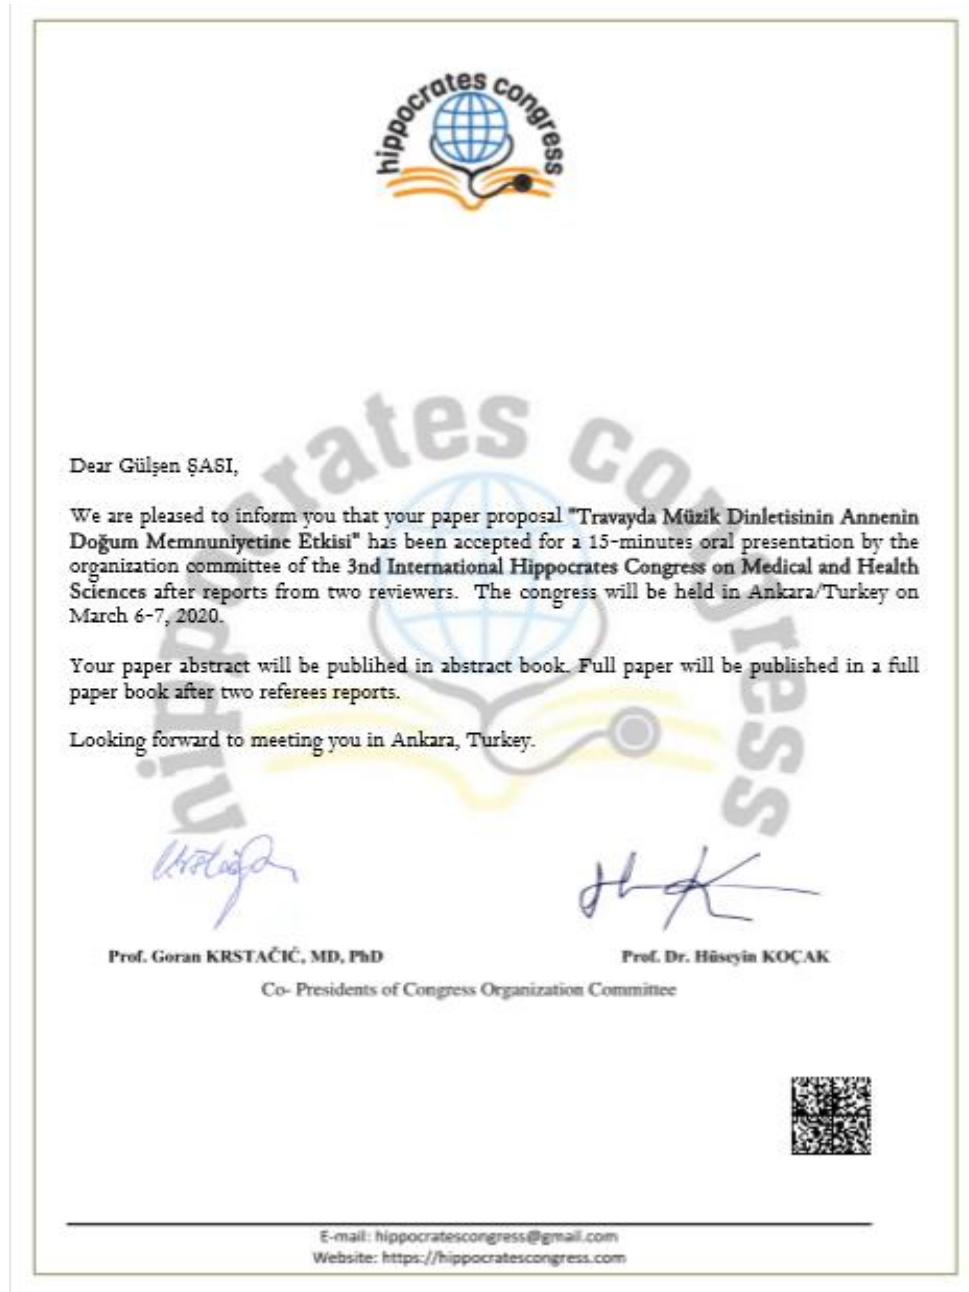 hippocrates congress
hippocrates congress
Dear Gülşen ŞASI,
We are pleased to inform you that your paper proposal "Travayda Müzik Dinletisinin Annenin
Doğum Memnuniyetine Etkisi" has been accepted for a 15-minutes oral presentation by the
organization committee of the 3nd International Hippocrates Congress on Medical and Health
Sciences after reports from two reviewers. The congress will be held in Ankara/Turkey on
March 6-7, 2020.
Your paper abstract will be publihed in abstract book. Full paper will be published in a full
paper book after two referees reports.
Looking forward to meeting you in Ankara, Turkey.
Prof. Goran KRSTAČIĆ, MD, PhD
Prof. Dr. Hüseyin KOÇAK
Co- Presidents of Congress Organization Committee
E-mail: hippocratescongress@gmail.com
Website: https://hippocratescongress.com